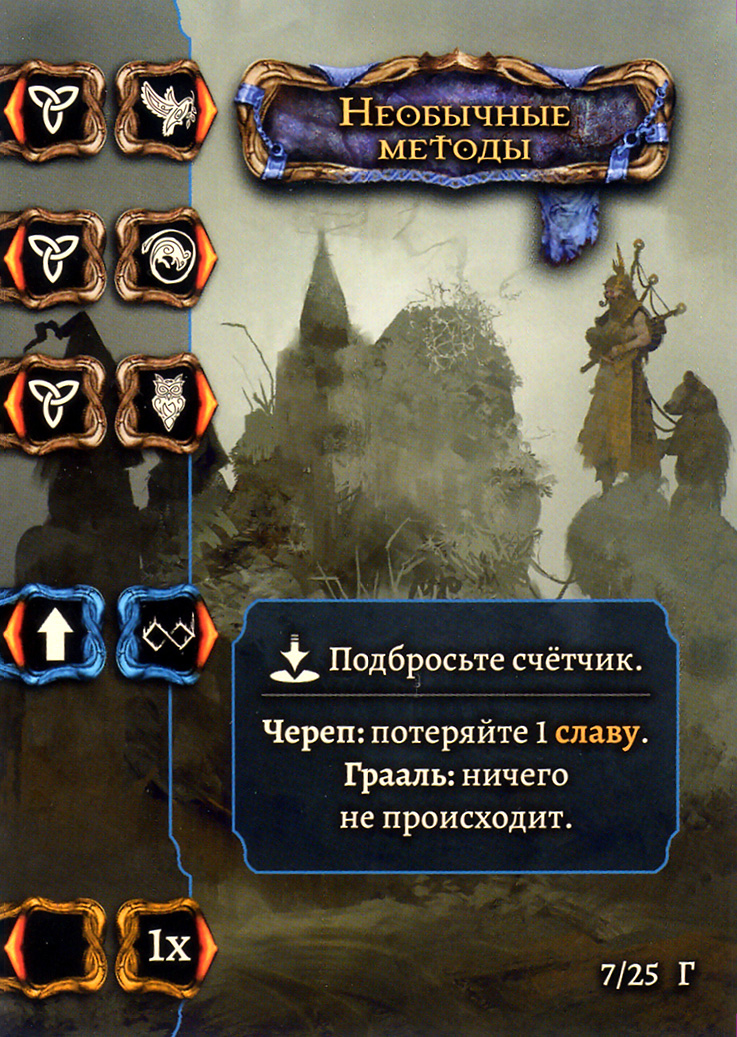 Необычные
методы
Подбросьте счётчик.
Череп: потеряйте 1 славу.
Грааль: ничего
не происходит.
1x
7/25 Г